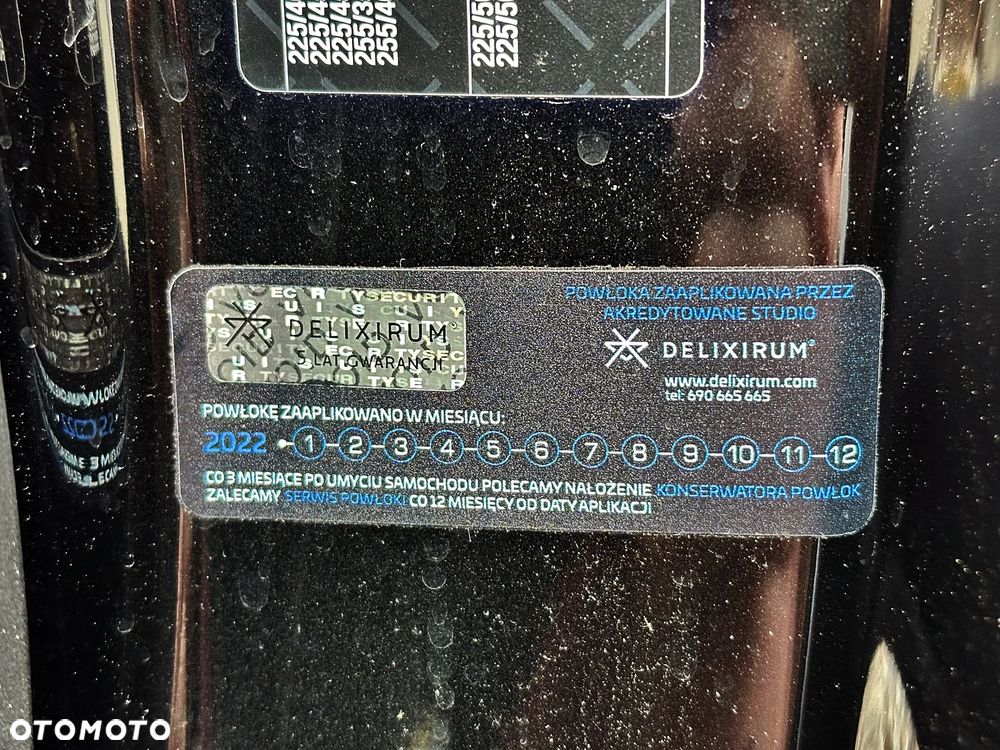 225/4
225/4
225/4
255/3
255/4
225/5
225/5
DELIXIRUM
5 LAT GWARANCJI
POWŁOKA ZAAPLIKOWANA PRZEZ
AKREDYTOWANE STUDIO
DELIXIRUM®
www.delixirum.com
tel: 690 665 665
POWŁOKĘ ZAAPLIKOWANO W MIESIĄCU:
2022 1 2 3 4 5 6 7 8 9 10 11 12
CO 3 MIESIĄCE PO UMYCIU SAMOCHODU POLECAMY NAŁOŻENIE KONSERWATORA POWŁOK
ZALECAMY SERWIS POWŁOKI CO 12 MIESIĘCY OD DATY APLIKACJI
OTOMOTO